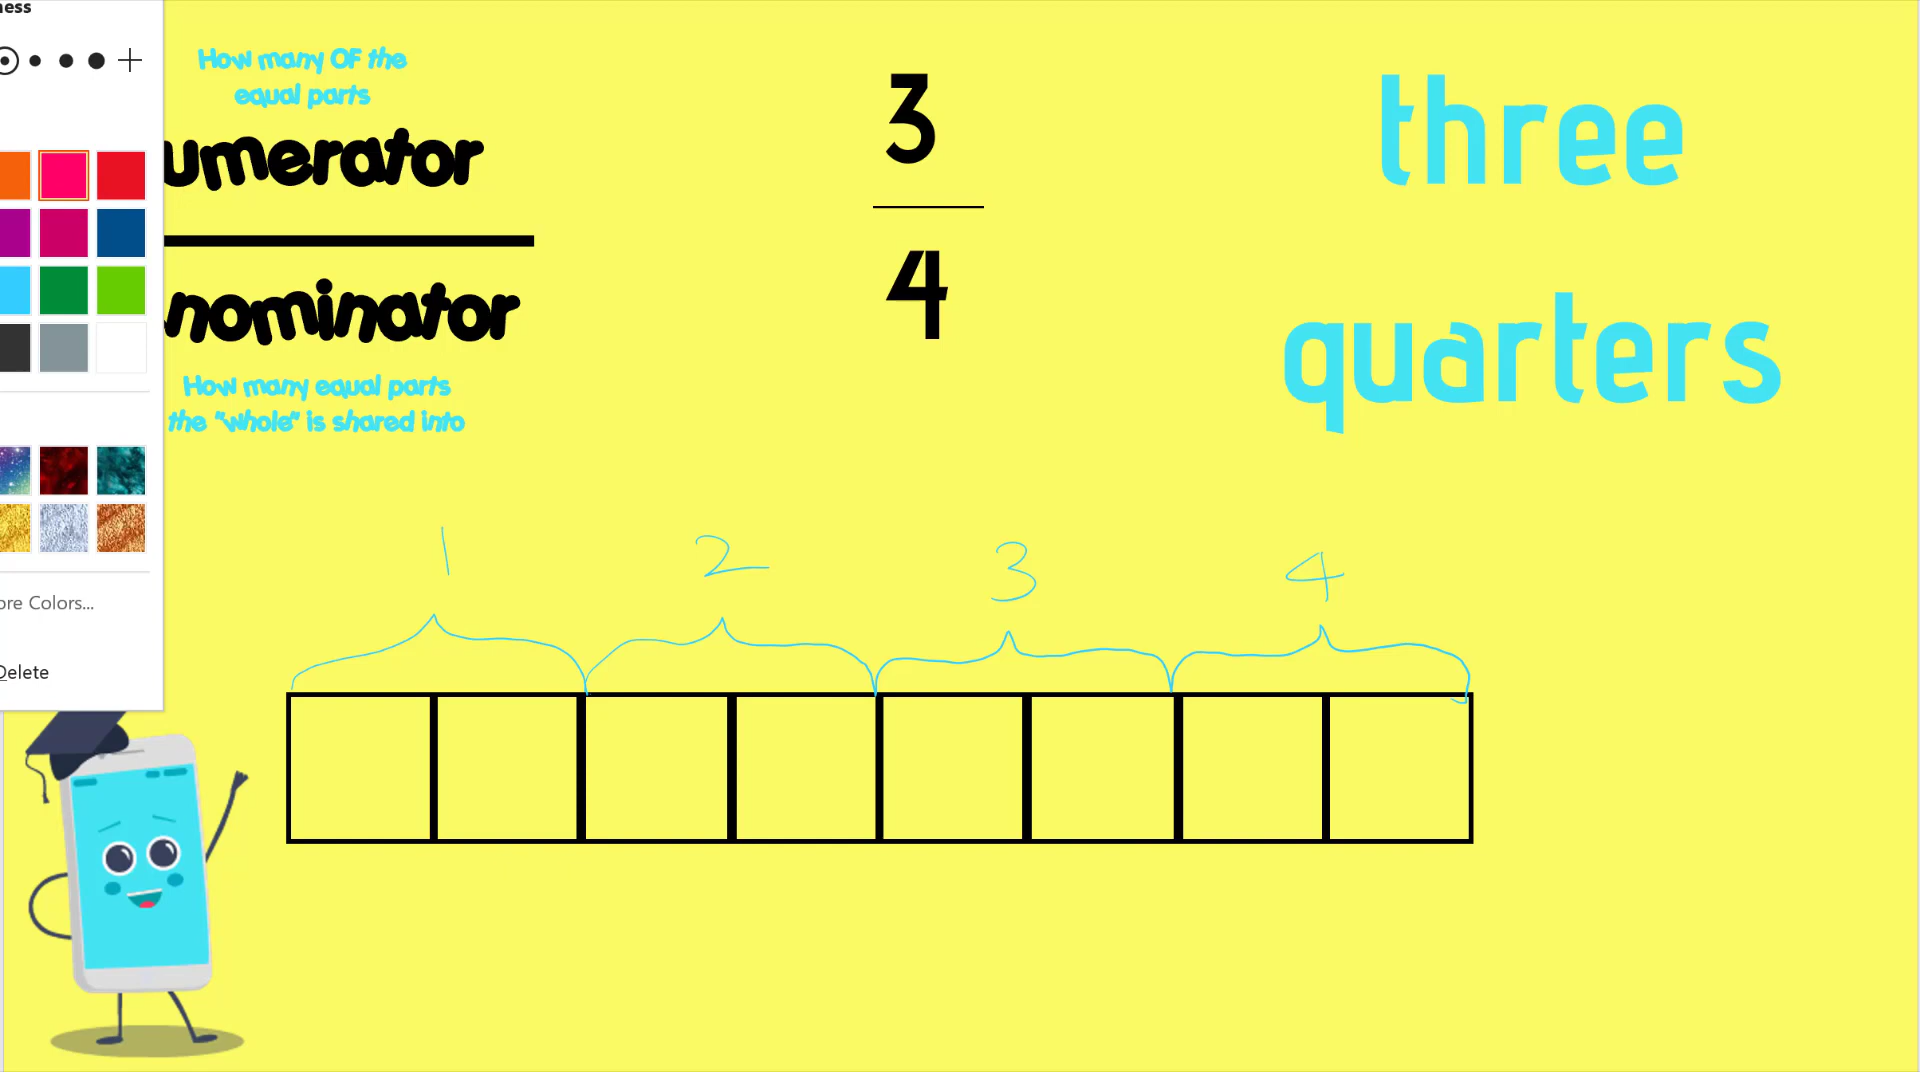 ness
How many OF the
equal parts
umerator
nominator
How many equal parts
the "whole" is shared into
3
4
three
quarters
ore Colors...
Delete
1 2 3 4